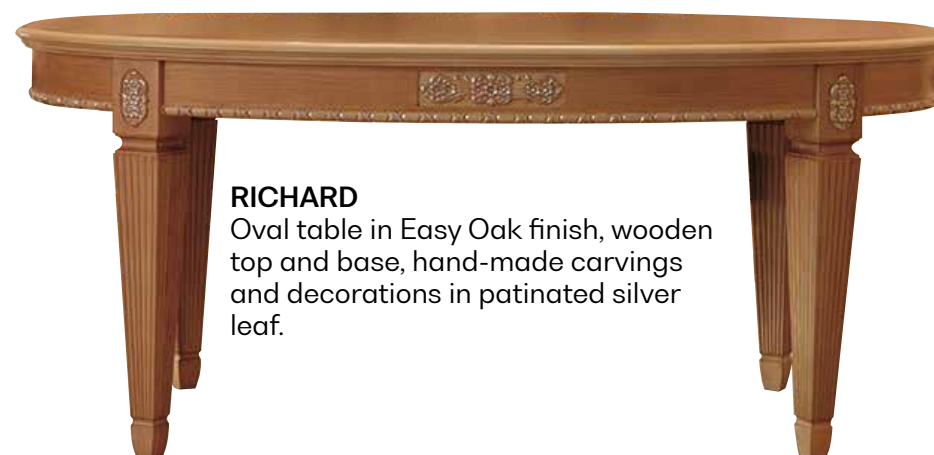 RICHARD
Oval table in Easy Oak finish, wooden
top and base, hand-made carvings
and decorations in patinated silver
leaf.